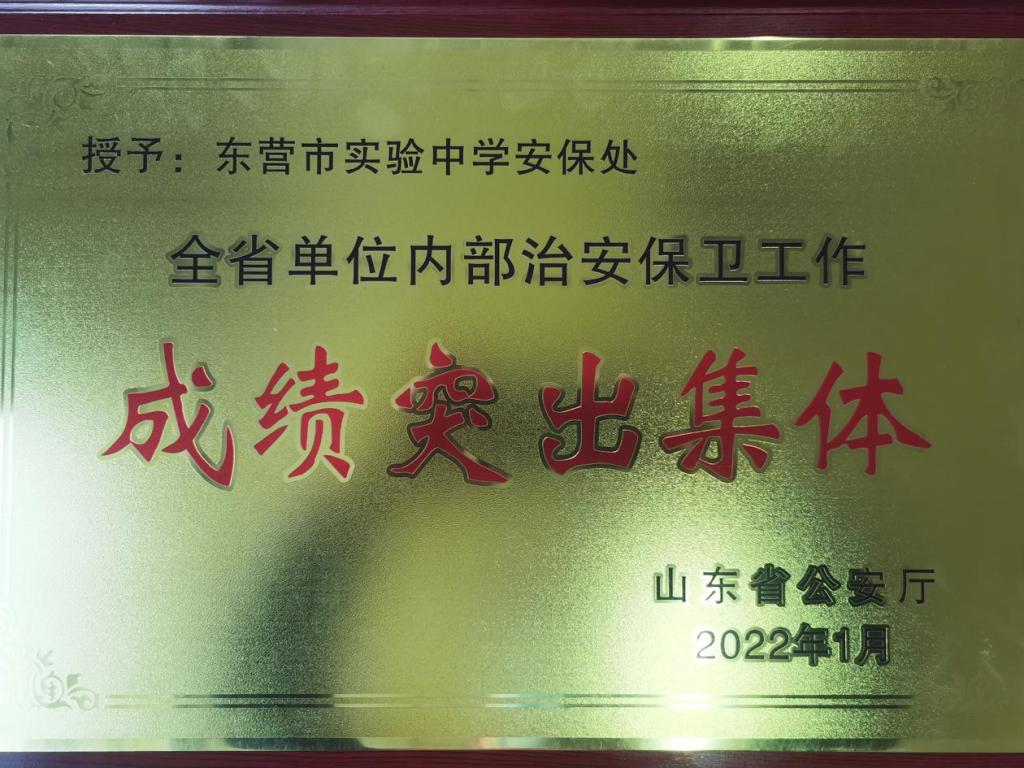 授予：东营市实验中学安保处
全省单位内部治安保卫工作
成绩突出集体
山东省公安厅
2022年1月